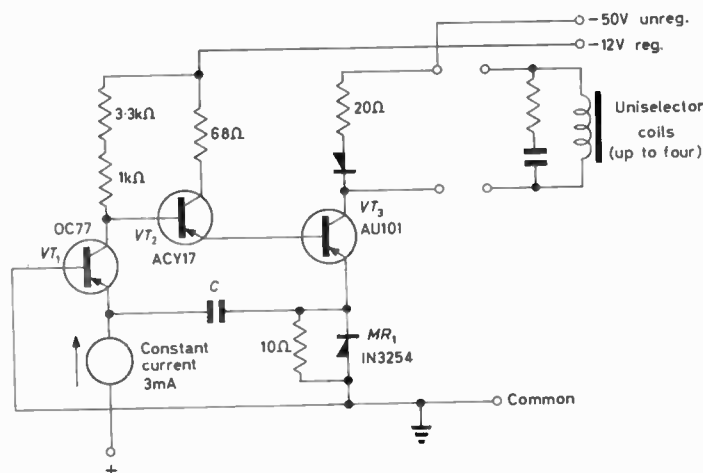 -50V unreg.
-12V reg.
3·3kΩ
68Ω
20Ω
Uniselector
coils
(up to four)
1kΩ
OC77
VT1
VT2
ACY17
VT3
AU101
C
Constant
current
3mA
10Ω
MR1
IN3254
Common
+